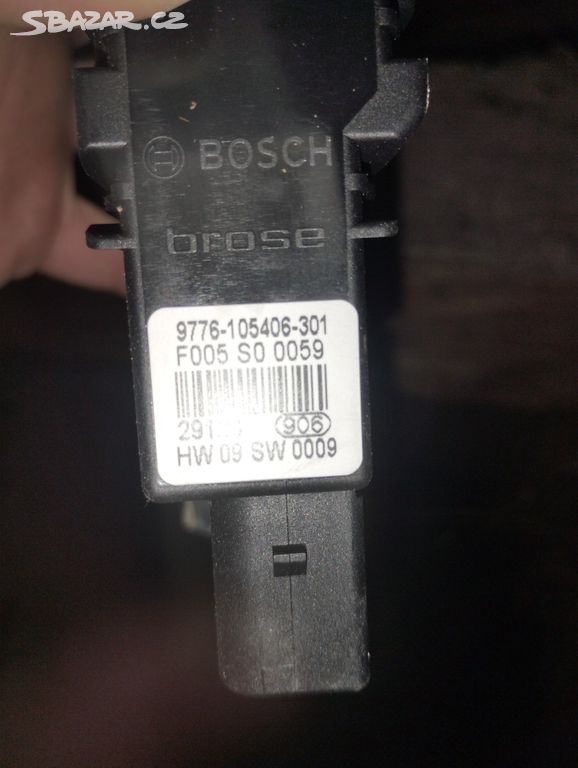 SBAZAR.CZ
BOSCH
brose
9776-105406-301
F005 S0 0059
906
HW 09 SW 0009